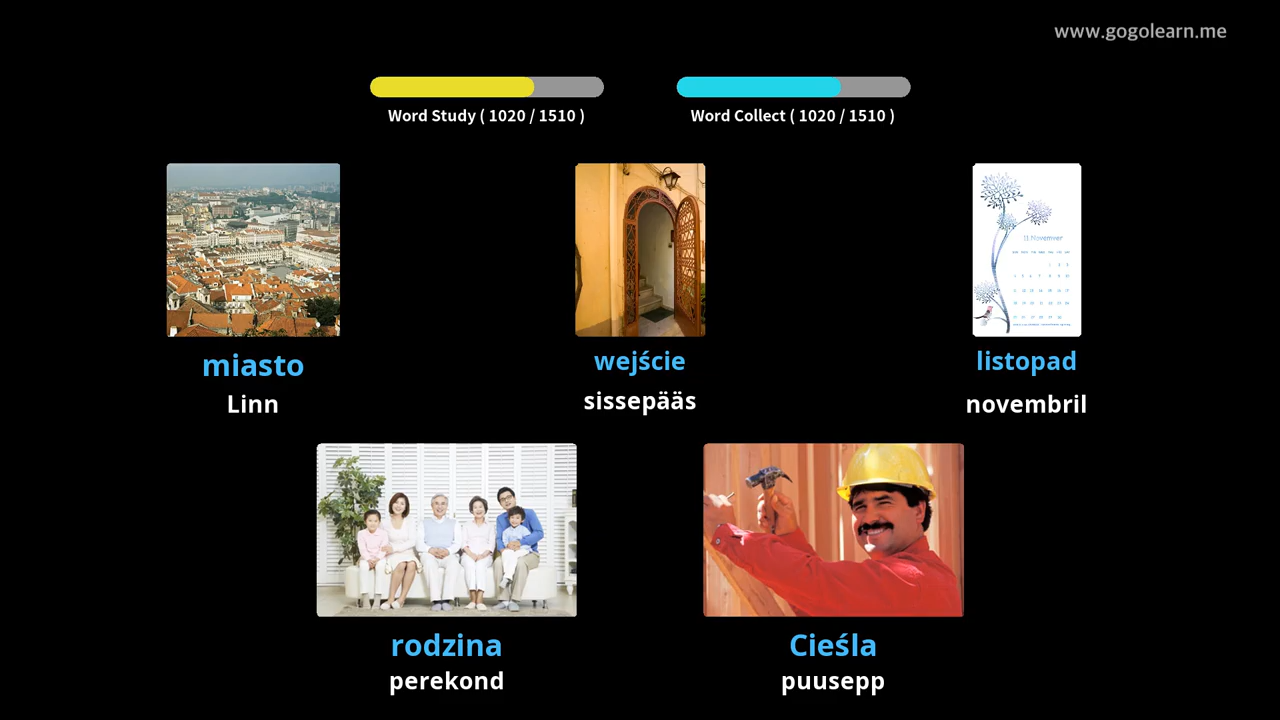 www.gogolearn.me
Word Study ( 1020 / 1510 )
Word Collect ( 1020 / 1510 )
miasto
Linn
wejście
sissepääs
listopad
novembril
rodzina
perekond
Cieśla
puusepp